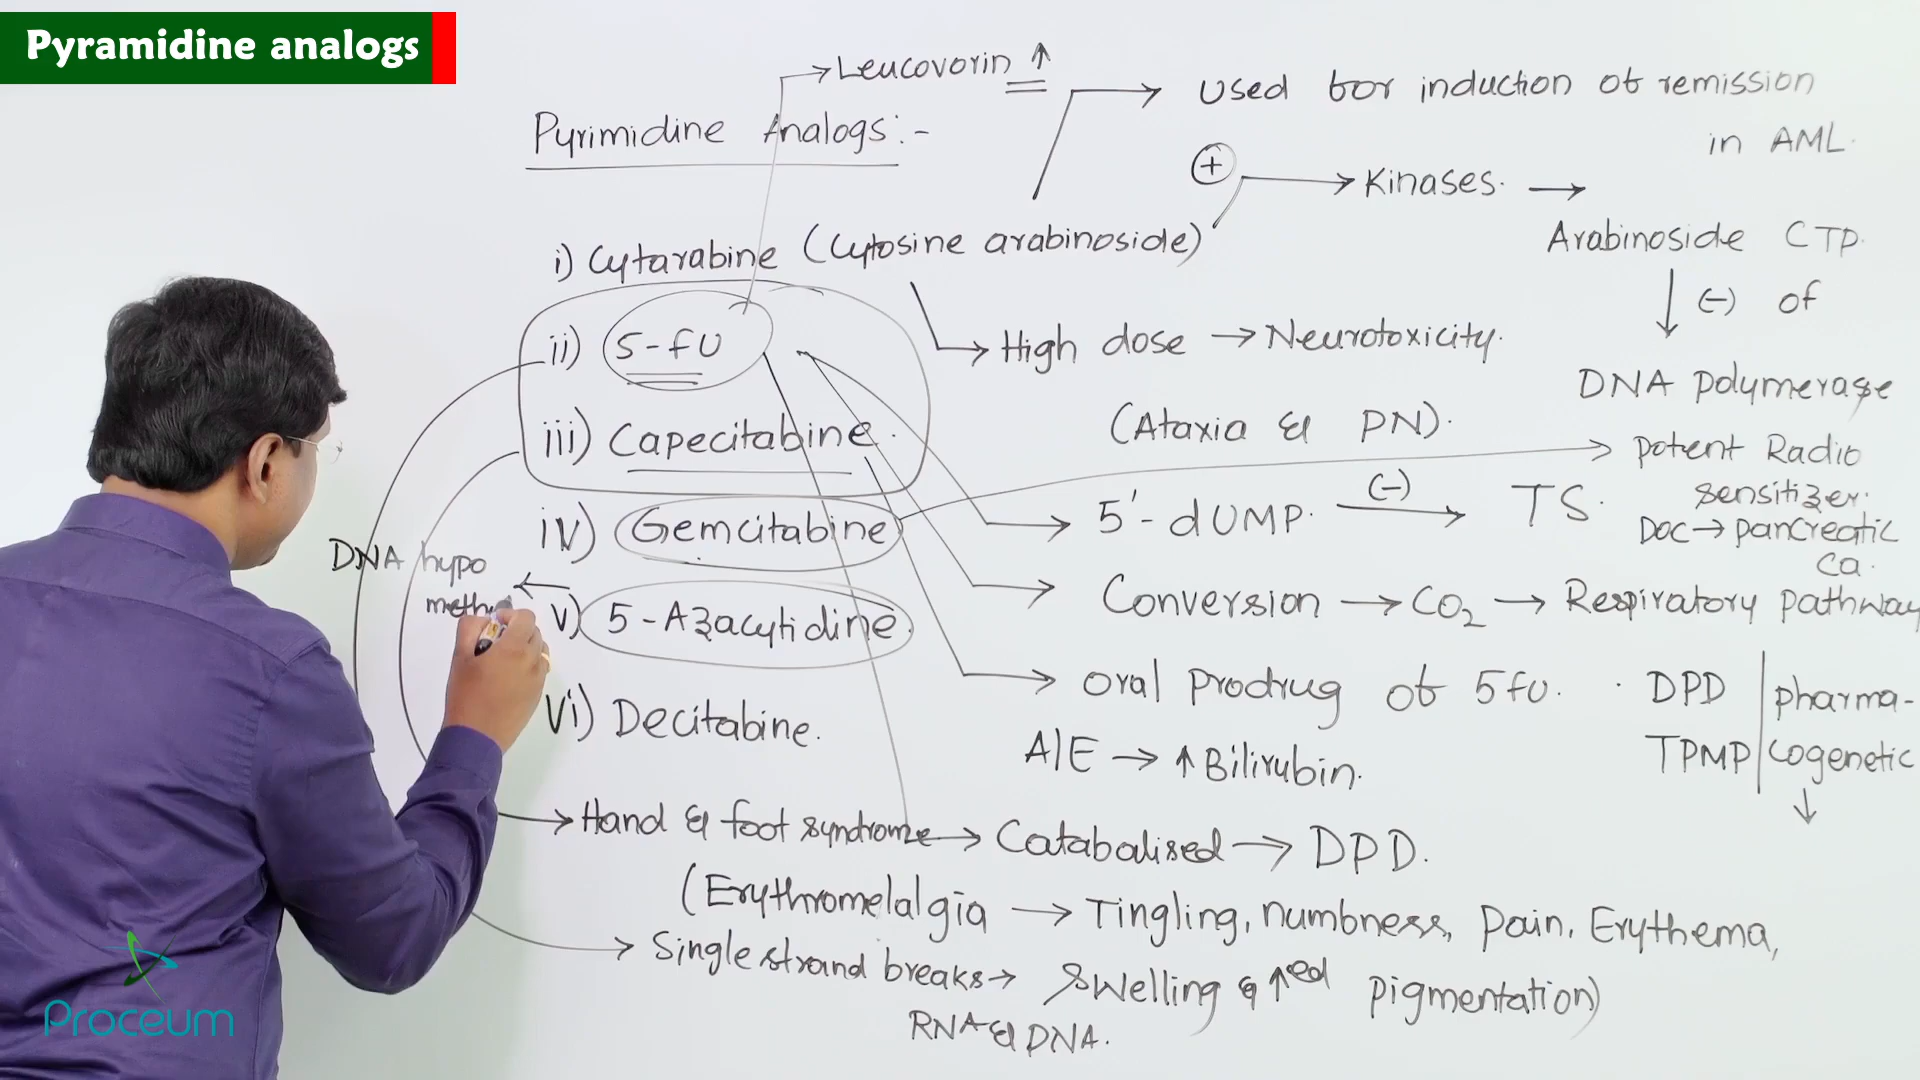 Pyramidine analogs
Leucovorin ↑
Used for induction of remission
in AML.
Pyrimidine Analogs:-
(+)
→ Kinases. →
Arabinoside CTP.
↓ (-) of
DNA polymerase
i) Cytarabine (Cytosine arabinoside)
→ High dose → Neurotoxicity.
(Ataxia & PN).
ii) 5-fU
iii) Capecitabine.
iv) Gemcitabine
→ Potent Radio
sensitizer.
Doc → pancreatic
Ca.
→ 5'-dUMP. (-) → TS.
→ Conversion → CO2 → Respiratory pathway
DNA hypo
v) 5-Azacytidine
→ Oral Prodrug of 5fU.
DPD
TPMP
pharma-
cogenetic
↓
vi) Decitabine.
A/E → ↑ Bilirubin.
→ Hand & foot syndrome → Catabalised → DPD.
(Erythromelalgia → Tingling, numbness, Pain, Erythema,
Swelling & ↑ed pigmentation)
→ Single strand breaks →
RNA & DNA.
Proceum